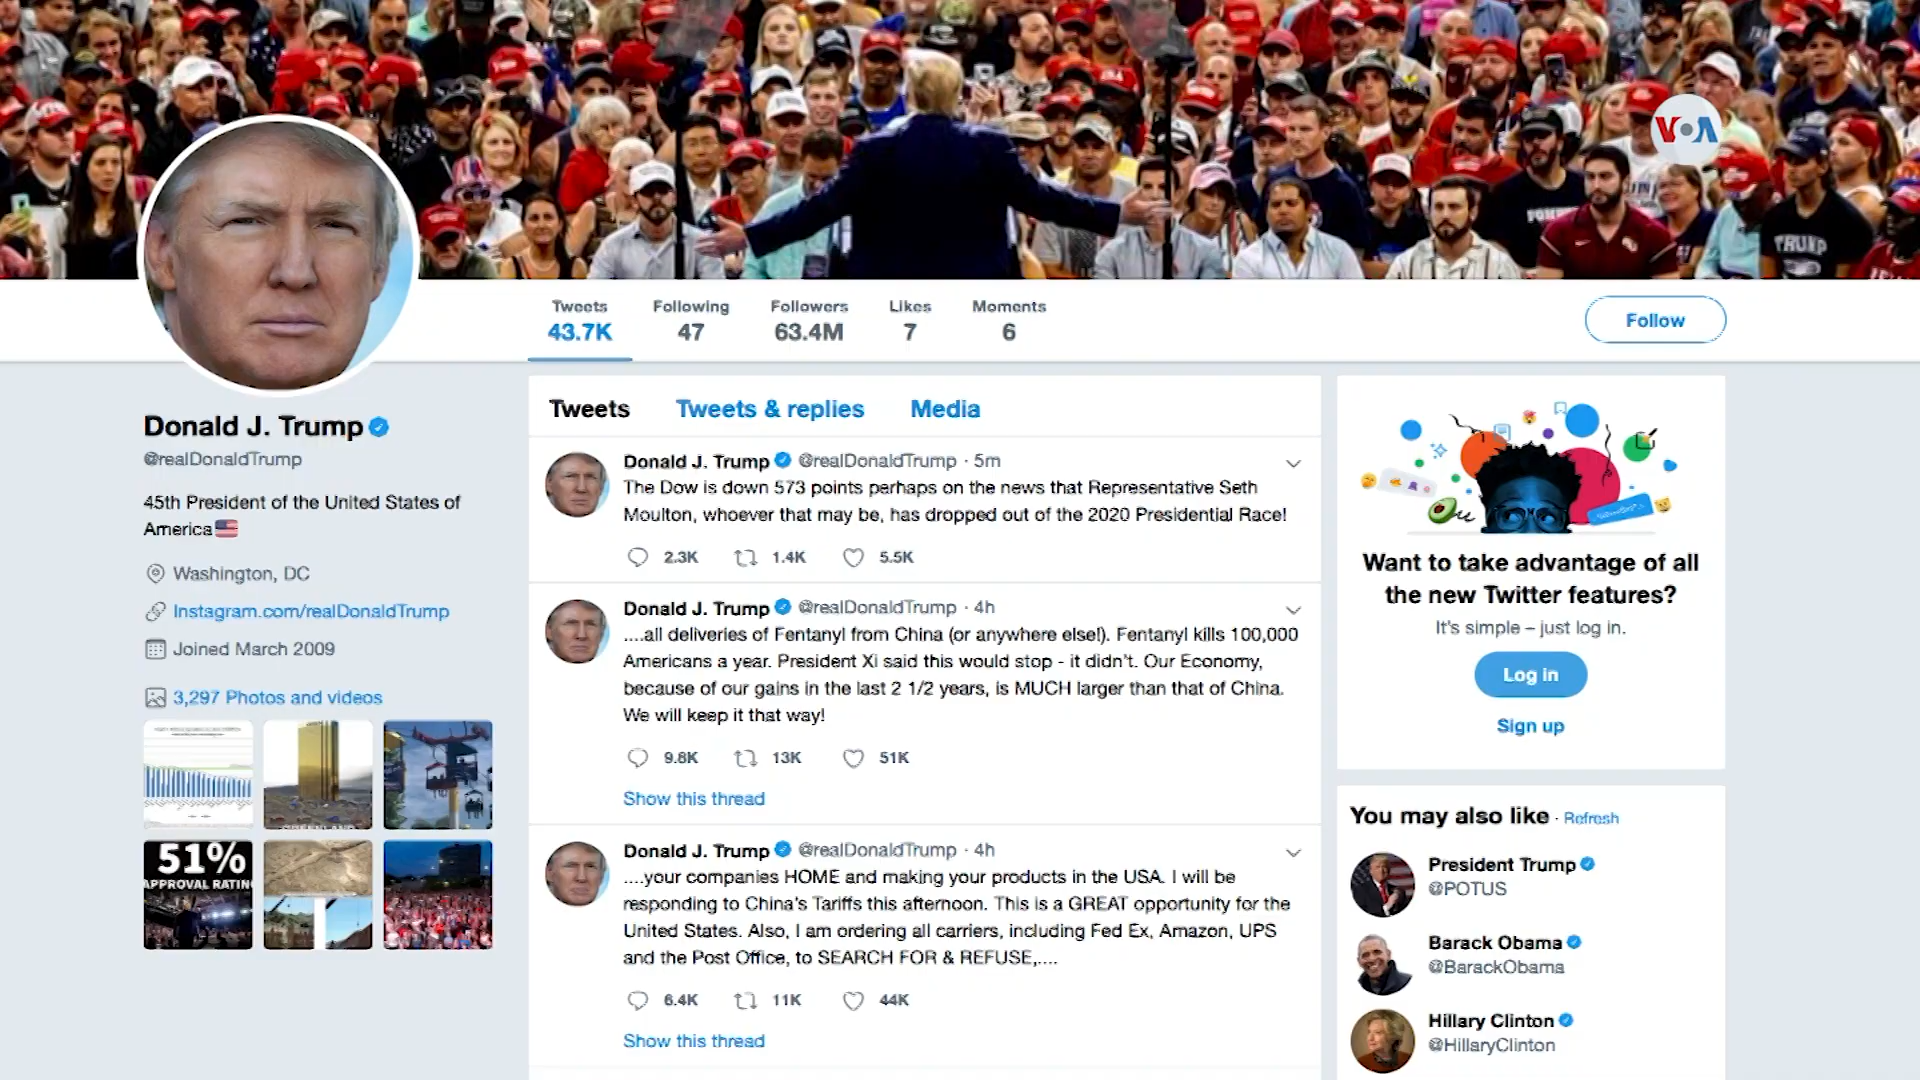 VOA
TRUMP
Tweets
43.7K
Following
47
Followers
63.4M
Likes
7
Moments
6
Follow
Donald J. Trump
@realDonaldTrump
45th President of the United States of
America🇺🇸
Washington, DC
Instagram.com/realDonaldTrump
Joined March 2009
3,297 Photos and videos
GREENLAND
51%
APPROVAL RATIN
Tweets
Tweets & replies
Media
Donald J. Trump @realDonaldTrump · 5m
The Dow is down 573 points perhaps on the news that Representative Seth
Moulton, whoever that may be, has dropped out of the 2020 Presidential Race!
2.3K 1.4K 5.5K
Donald J. Trump @realDonaldTrump · 4h
....all deliveries of Fentanyl from China (or anywhere else!). Fentanyl kills 100,000
Americans a year. President Xi said this would stop - it didn't. Our Economy,
because of our gains in the last 2 1/2 years, is MUCH larger than that of China.
We will keep it that way!
9.8K 13K 51K
Show this thread
Donald J. Trump @realDonaldTrump · 4h
....your companies HOME and making your products in the USA. I will be
responding to China's Tariffs this afternoon. This is a GREAT opportunity for the
United States. Also, I am ordering all carriers, including Fed Ex, Amazon, UPS
and the Post Office, to SEARCH FOR & REFUSE,....
6.4K 11K 44K
Show this thread
Want to take advantage of all
the new Twitter features?
It's simple – just log in.
Log in
Sign up
You may also like · Refresh
President Trump
@POTUS
Barack Obama
@BarackObama
Hillary Clinton
@HillaryClinton